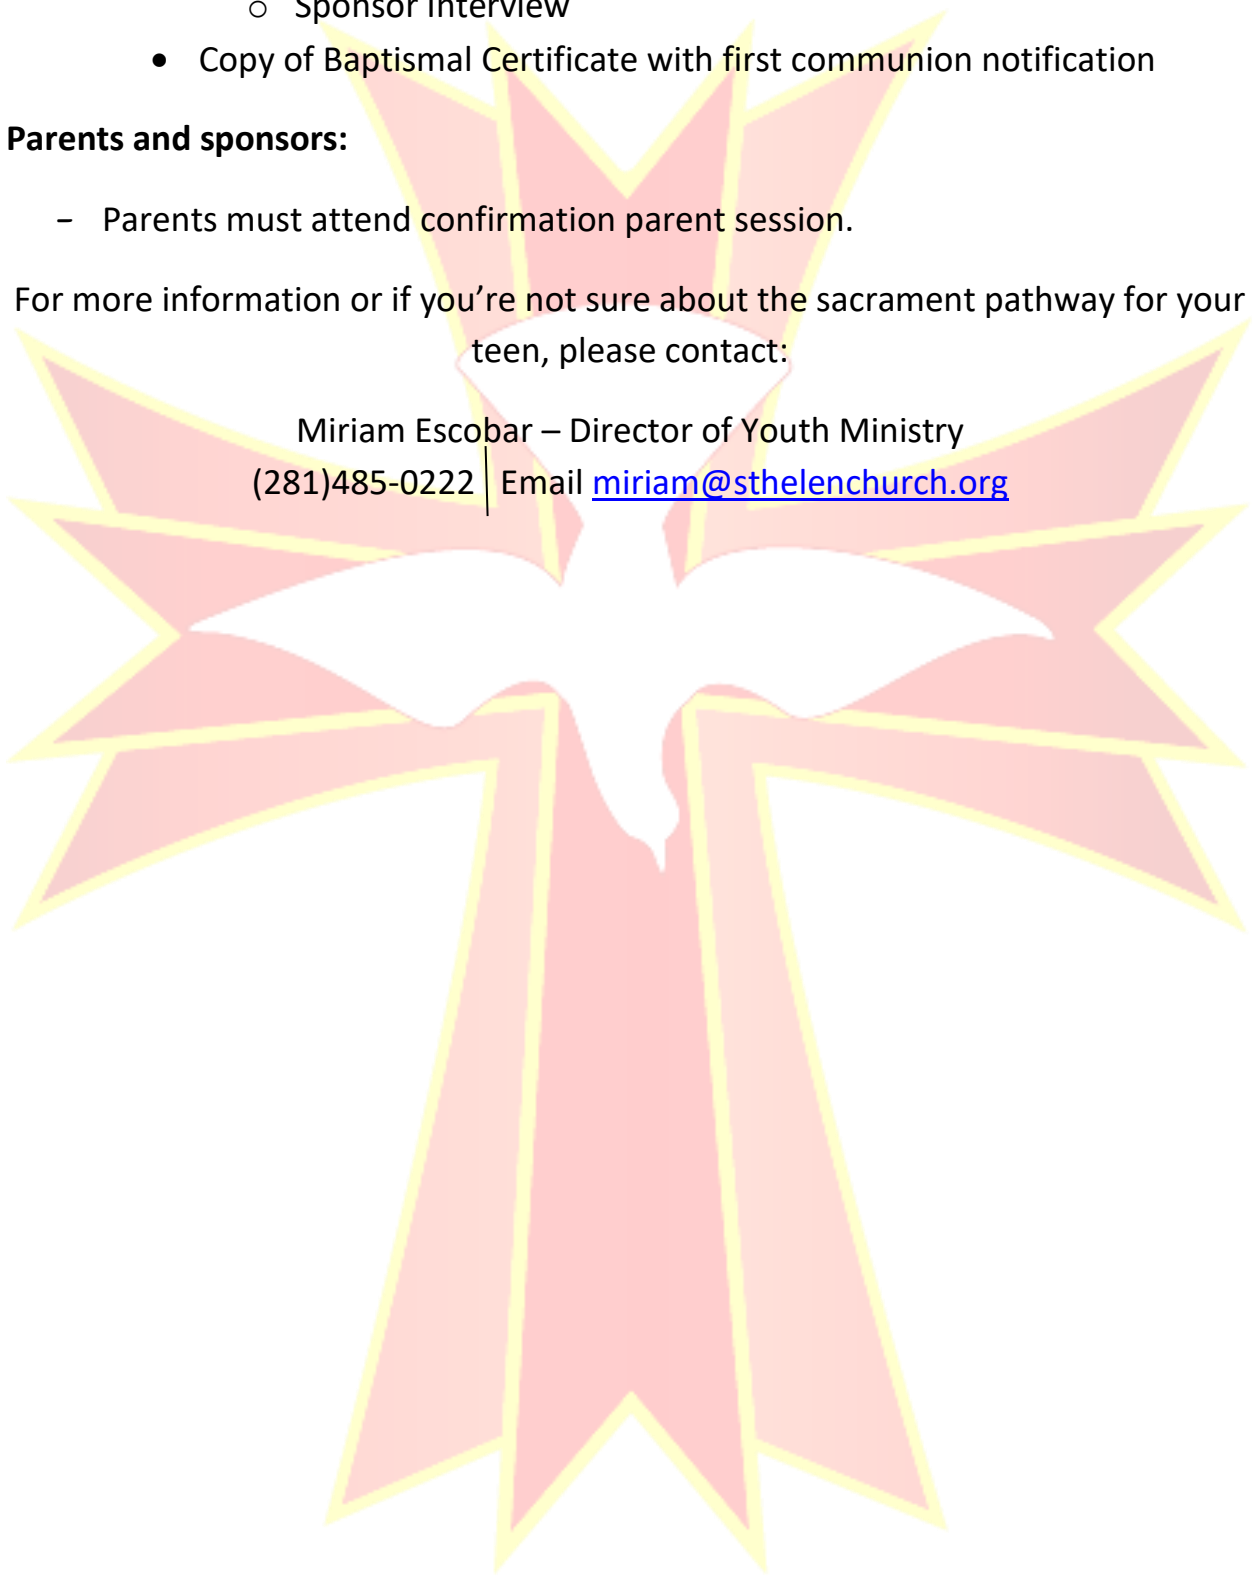 o Sponsor Interview
• Copy of Baptismal Certificate with first communion notification
Parents and sponsors:
- Parents must attend confirmation parent session.
For more information or if you’re not sure about the sacrament pathway for your
teen, please contact:
Miriam Escobar – Director of Youth Ministry
(281)485-0222 | Email miriam@sthelenchurch.org